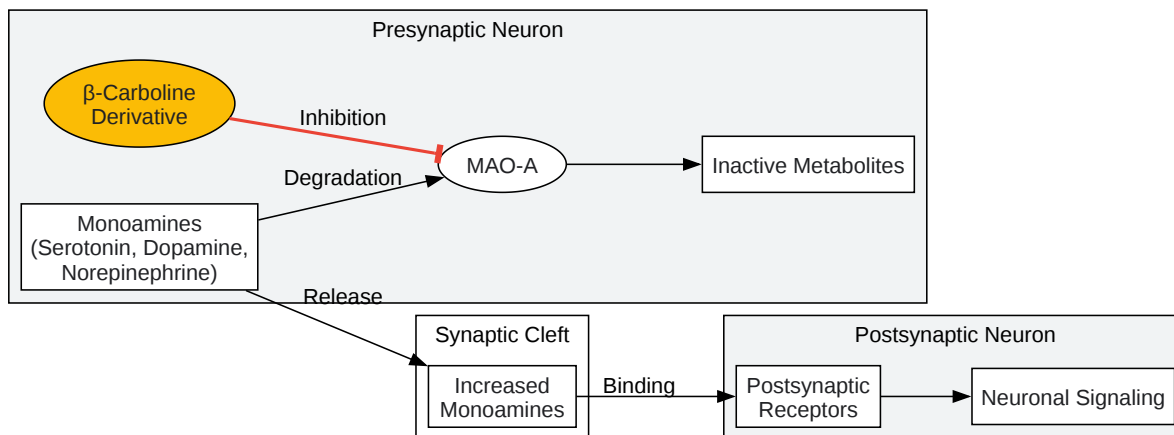 Presynaptic Neuron
β-Carboline
Derivative
Inhibition
MAO-A
Inactive Metabolites
Degradation
Monoamines
(Serotonin, Dopamine,
Norepinephrine)
Release
Synaptic Cleft
Increased
Monoamines
Binding
Postsynaptic Neuron
Postsynaptic
Receptors
Neuronal Signaling